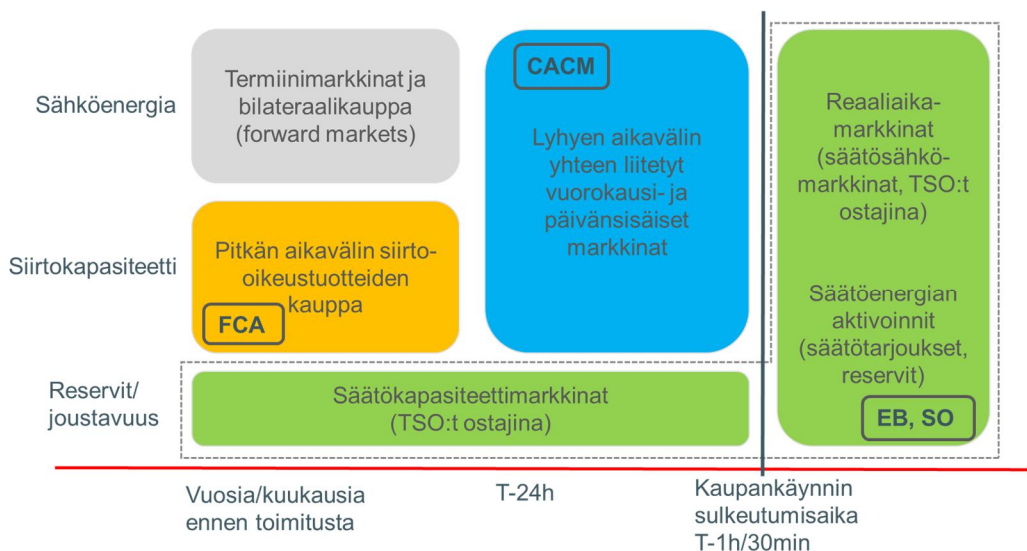 Sähköenergia
Termiinimarkkinat ja
bilateraalikauppa
(forward markets)
CACM
Lyhyen aikavälin
yhteen liitetyt
vuorokausi- ja
päivänsisäiset
markkinat
Reaaliaika-
markkinat
(säätösähkö-
markkinat, TSO:t
ostajina)
Siirtokapasiteetti
Pitkän aikavälin siirto-
oikeustuotteiden
kauppa
FCA
Säätöenergian
aktivoinnit
(säätötarjoukset,
reservit)
EB, SO
Reservit/
joustavuus
Säätökapasiteettimarkkinat
(TSO:t ostajina)
Vuosia/kuukausia
ennen toimitusta
T-24h
Kaupankäynnin
sulkeutumisaika
T-1h/30min